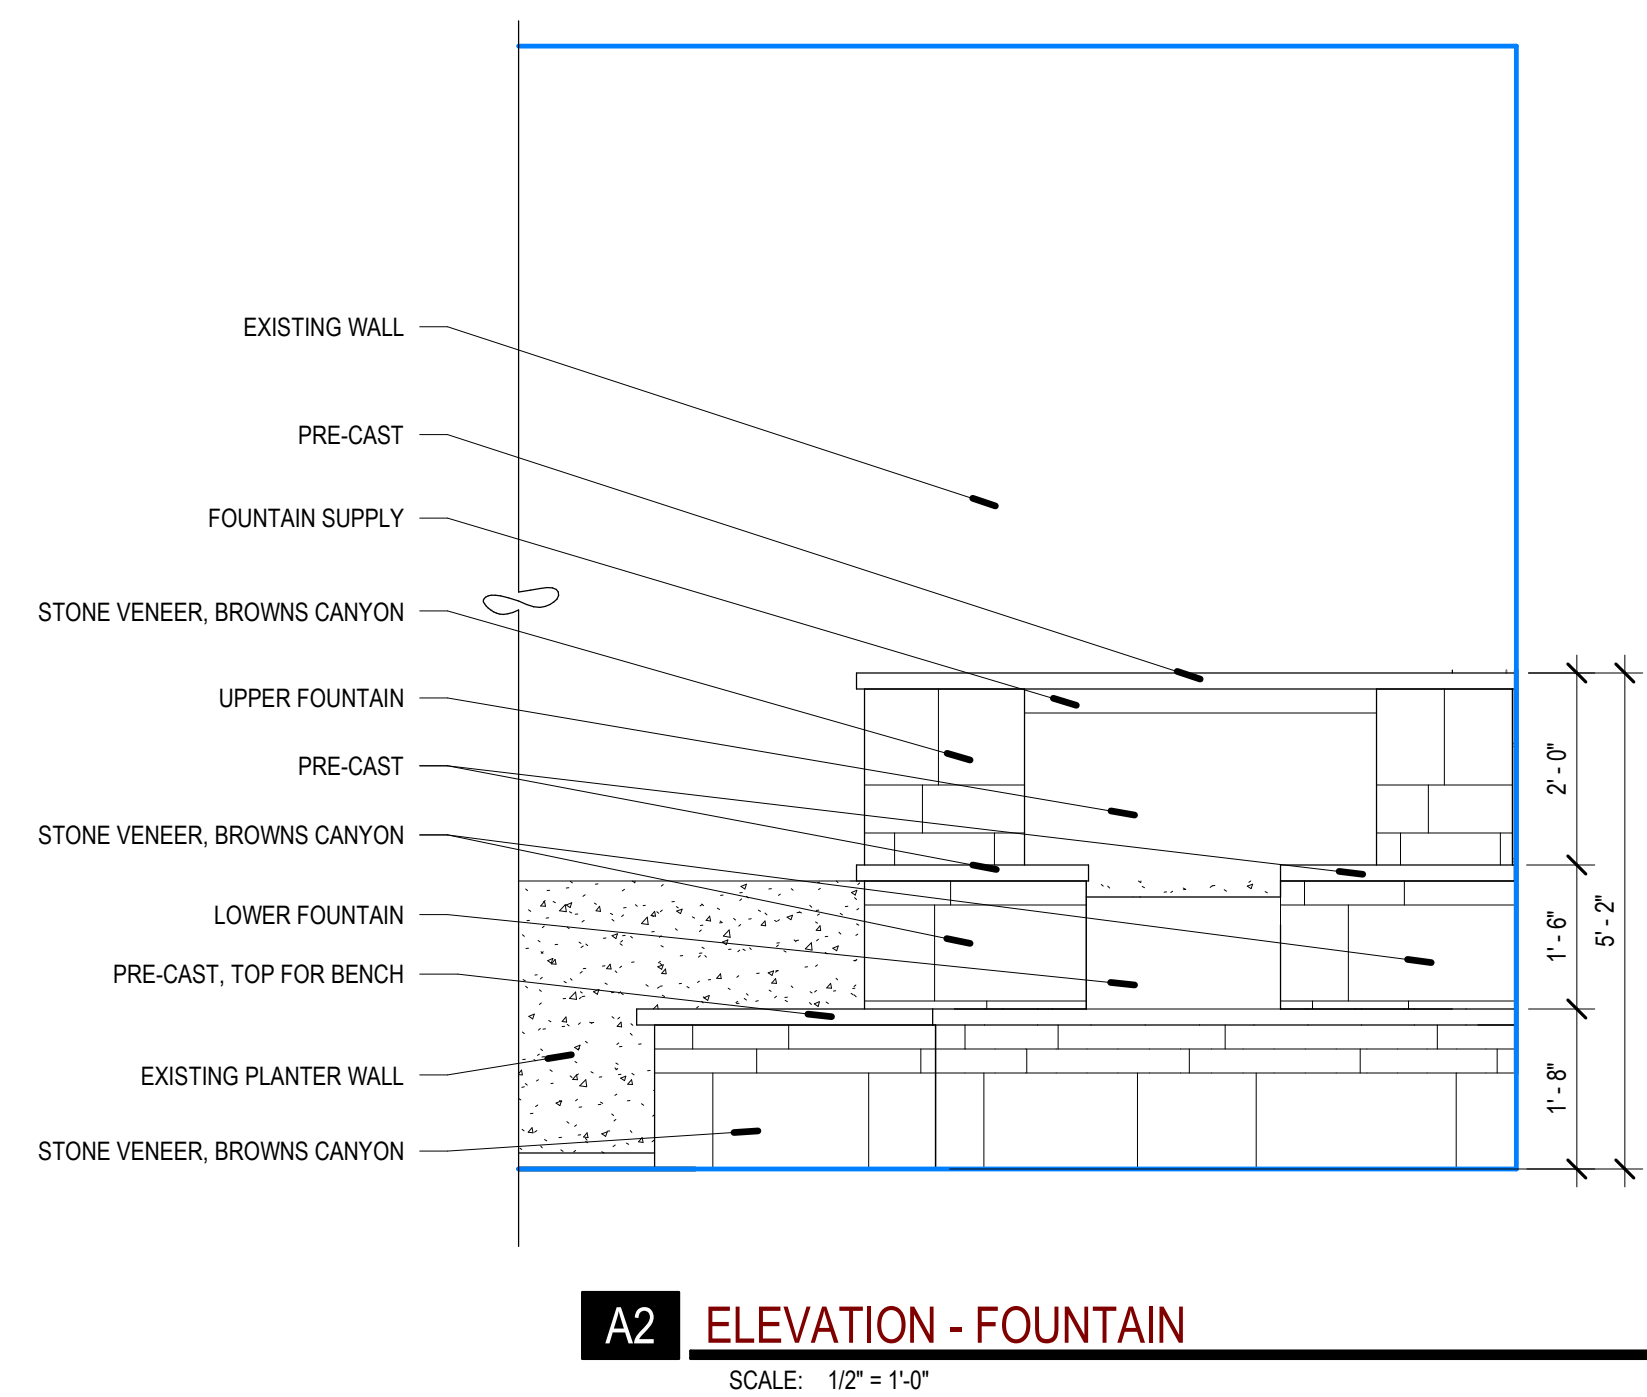 EXISTING WALL
PRE-CAST
FOUNTAIN SUPPLY
STONE VENEER, BROWNS CANYON
UPPER FOUNTAIN
PRE-CAST
STONE VENEER, BROWNS CANYON
LOWER FOUNTAIN
PRE-CAST, TOP FOR BENCH
EXISTING PLANTER WALL
STONE VENEER, BROWNS CANYON
2' - 0"
1' - 6"
1' - 8"
5' - 2"
A2 ELEVATION - FOUNTAIN
SCALE: 1/2" = 1'-0"